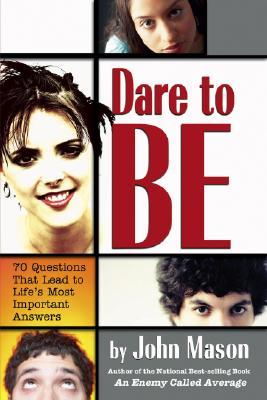 Dare to
BE
70 Questions
That Lead to
Life's Most
Important
Answers
by John Mason
Author of the National Best-selling Book
An Enemy Called Average